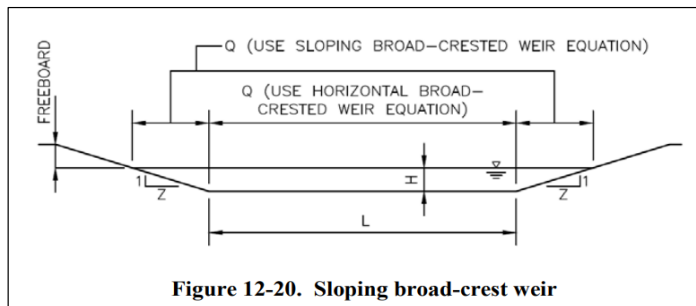 Q (USE SLOPING BROAD-CRESTED WEIR EQUATION)
FREEBOARD
Q (USE HORIZONTAL BROAD-
CRESTED WEIR EQUATION)
1
Z
H
Z
1
L
Figure 12-20. Sloping broad-crest weir